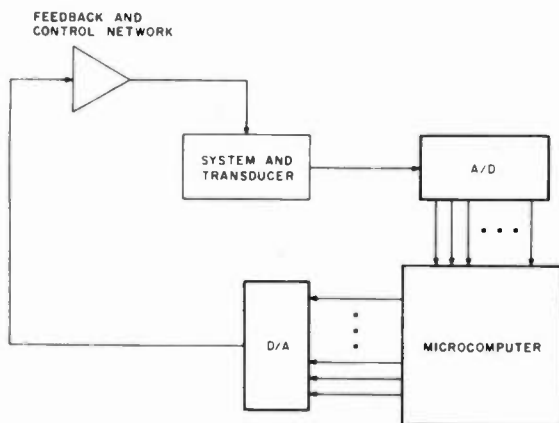 FEEDBACK AND
CONTROL NETWORK
SYSTEM AND
TRANSDUCER
A/D
D/A
MICROCOMPUTER